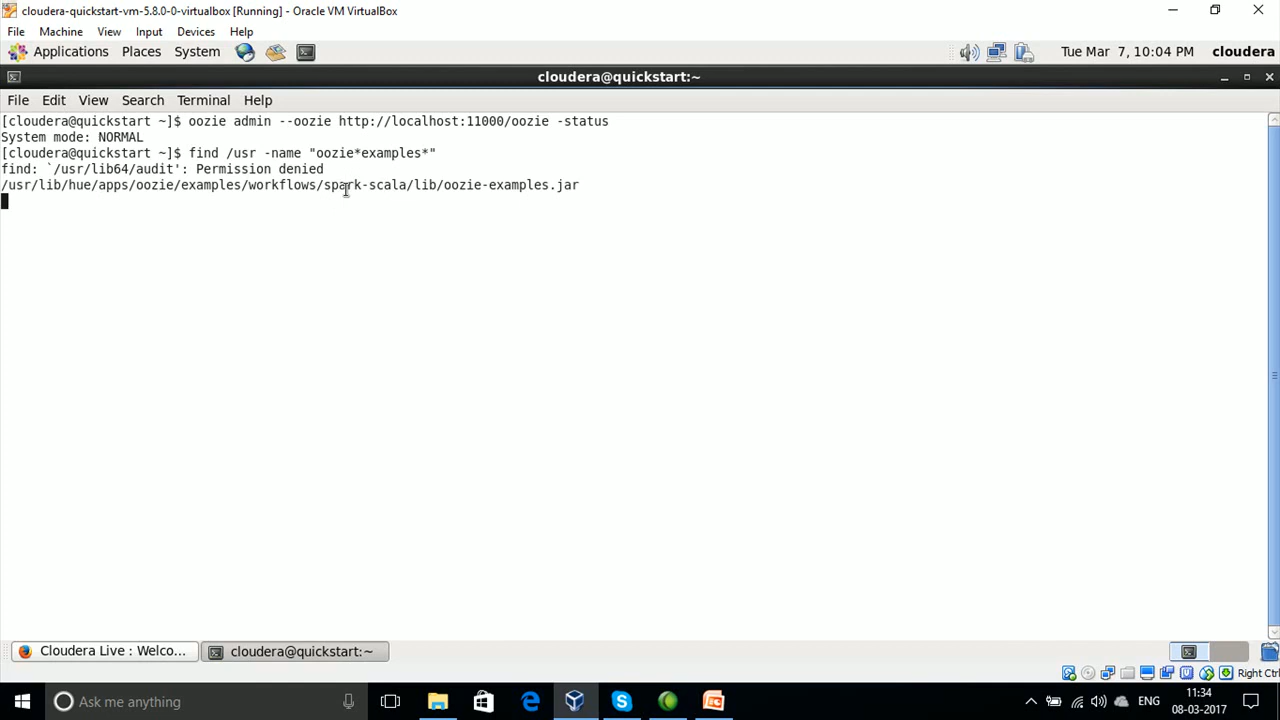 cloudera-quickstart-vm-5.8.0-0-virtualbox [Running] - Oracle VM VirtualBox
File Machine View Input Devices Help
Applications Places System Tue Mar 7, 10:04 PM cloudera
cloudera@quickstart:~
File Edit View Search Terminal Help
[cloudera@quickstart ~]$ oozie admin --oozie http://localhost:11000/oozie -status
System mode: NORMAL
[cloudera@quickstart ~]$ find /usr -name "oozie*examples*"
find: `/usr/lib64/audit': Permission denied
/usr/lib/hue/apps/oozie/examples/workflows/spark-scala/lib/oozie-examples.jar
Cloudera Live : Welco... cloudera@quickstart:~
Right Ctrl
Ask me anything ENG 11:34
08-03-2017